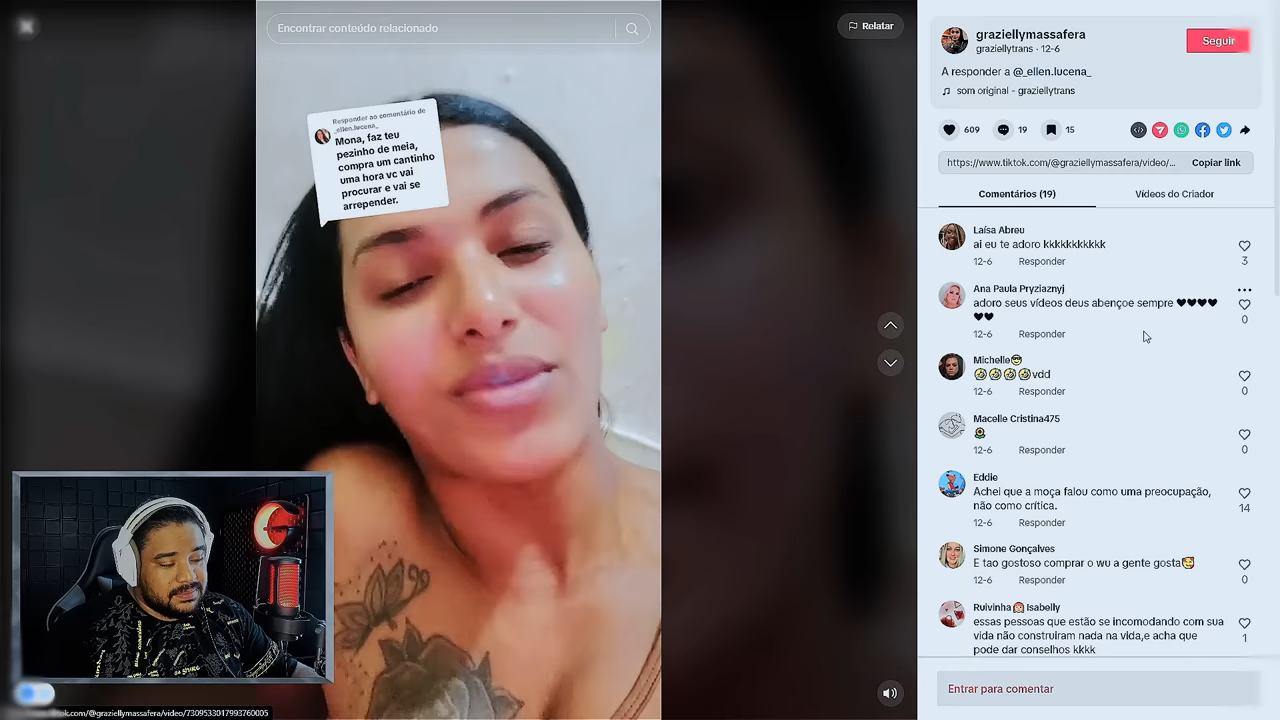 Encontrar conteúdo relacionado
Relatar
Responder ao comentário de
_ellen.lucena_
Mona, faz teu
pezinho de meia,
compra um cantinho
uma hora vc vai
procurar e vai se
arrepender.
graziellymassafera
graziellytrans · 12-6
Seguir
A responder a @_ellen.lucena_
som original - graziellytrans
609
19
15
https://www.tiktok.com/@graziellymassafera/video/...
Copiar link
Comentários (19)
Vídeos do Criador
Laísa Abreu
ai eu te adoro kkkkkkkkkkk
12-6 Responder
3
Ana Paula Pryziaznyj
adoro seus vídeos deus abençoe sempre ♥♥♥♥
♥♥
12-6 Responder
0
Michelle😎
🤣🤣🤣🤣vdd
12-6 Responder
0
Macelle Cristina475
🌻
12-6 Responder
0
Eddie
Achei que a moça falou como uma preocupação,
não como crítica.
12-6 Responder
14
Simone Gonçalves
E tao gostoso comprar o wu a gente gosta🥰
12-6 Responder
0
Ruivinha👩🏻‍🦰Isabelly
essas pessoas que estão se incomodando com sua
vida não construiram nada na vida,e acha que
pode dar conselhos kkkk
1
Entrar para comentar
tok.com/@graziellymassafera/video/7309533017993760005